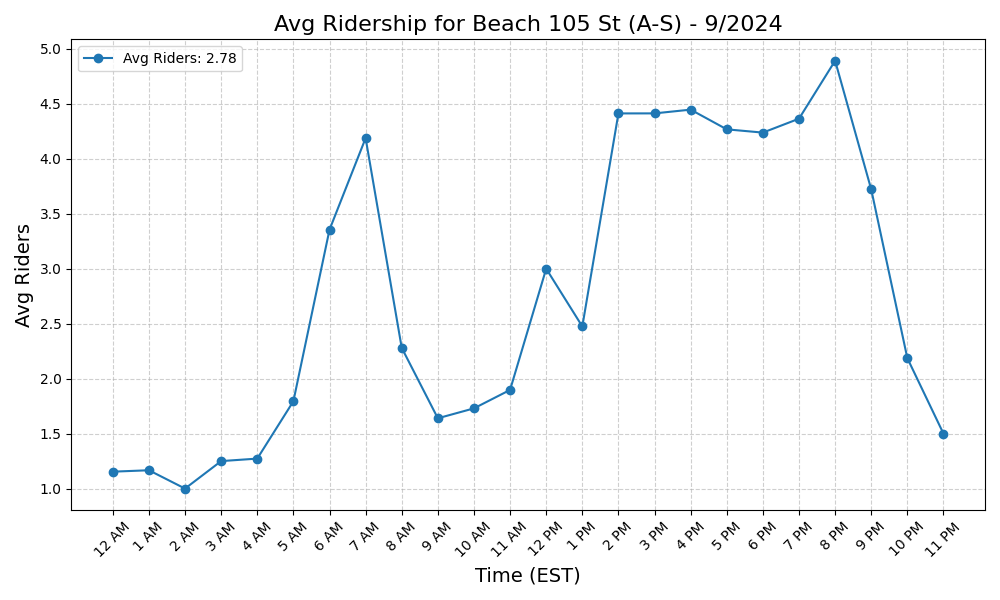 Avg Ridership for Beach 105 St (A-S) - 9/2024
Avg Riders: 2.78
Avg Riders
5.0
4.5
4.0
3.5
3.0
2.5
2.0
1.5
1.0
12 AM
1 AM
2 AM
3 AM
4 AM
5 AM
6 AM
7 AM
8 AM
9 AM
10 AM
11 AM
12 PM
1 PM
2 PM
3 PM
4 PM
5 PM
6 PM
7 PM
8 PM
9 PM
10 PM
11 PM
Time (EST)